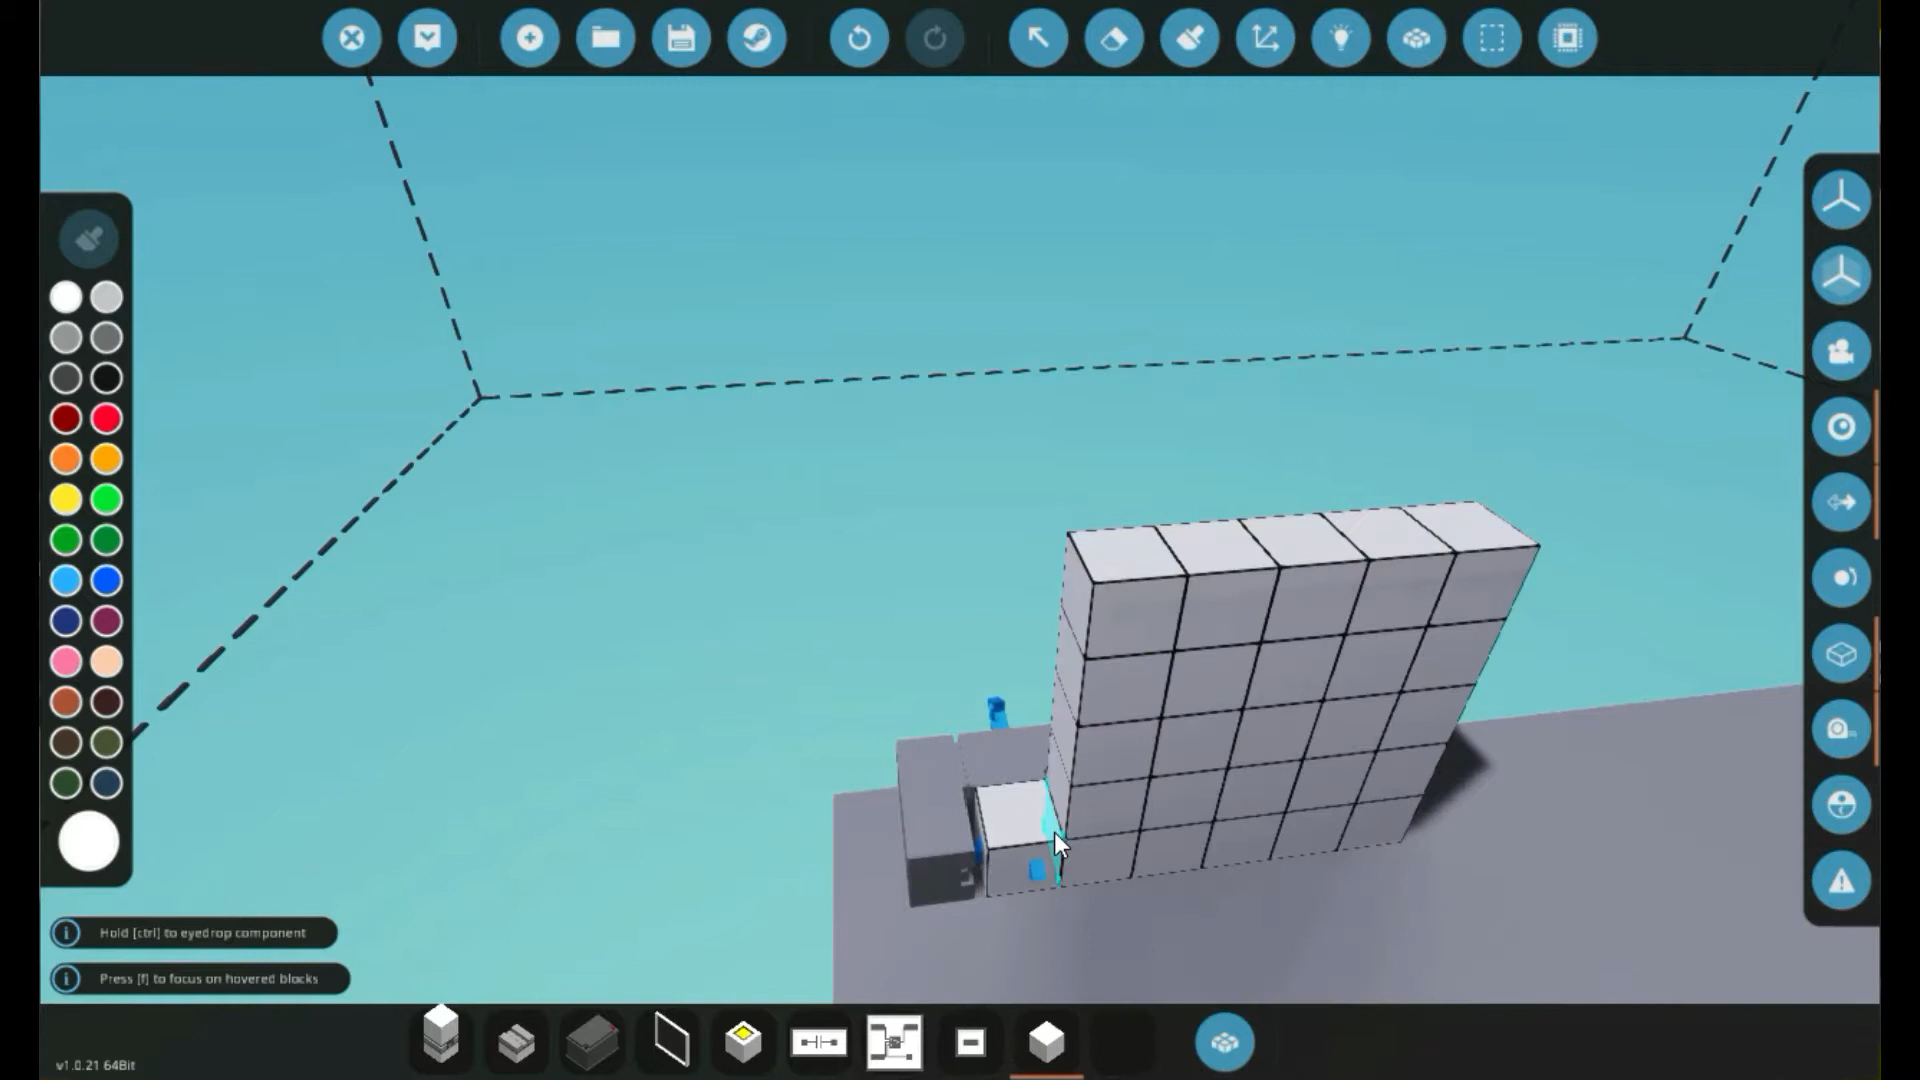 Hold [ctrl] to eyedrop component
Press [f] to focus on hovered blocks
v1.0.21 64Bit